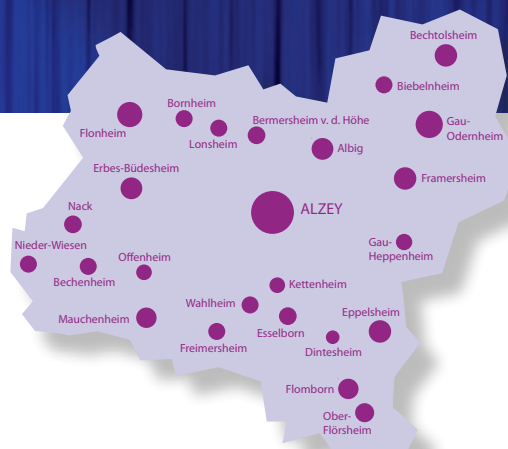 Bechtolsheim
Biebelnheim
Bornheim
Bermersheim v. d. Höhe
Gau-
Odernheim
Flonheim
Lonsheim
Albig
Erbes-Büdesheim
Framersheim
Nack
ALZEY
Nieder-Wiesen
Gau-
Heppenheim
Offenheim
Bechenheim
Kettenheim
Wahlheim
Eppelsheim
Mauchenheim
Esselborn
Freimersheim
Dintesheim
Flomborn
Ober-
Flörsheim